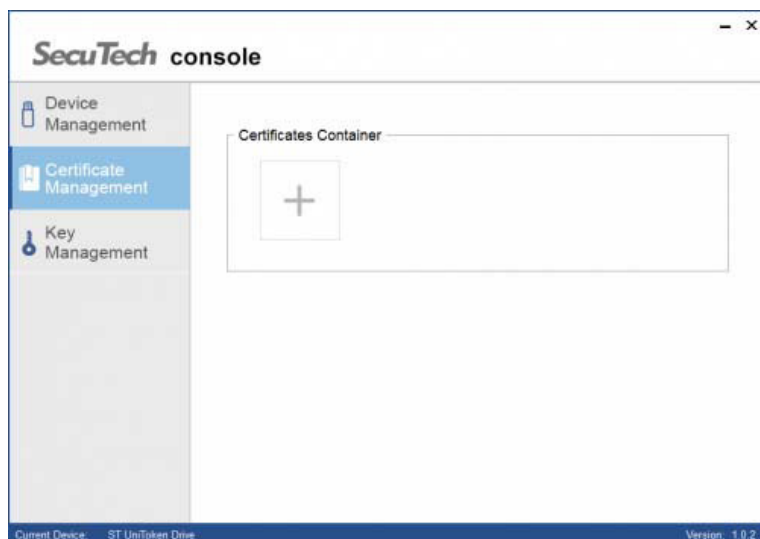 SecuTech console
Device
Management
Certificate
Management
Key
Management
Certificates Container
Current Device: ST UniToken Drive
Version: 1.0.2